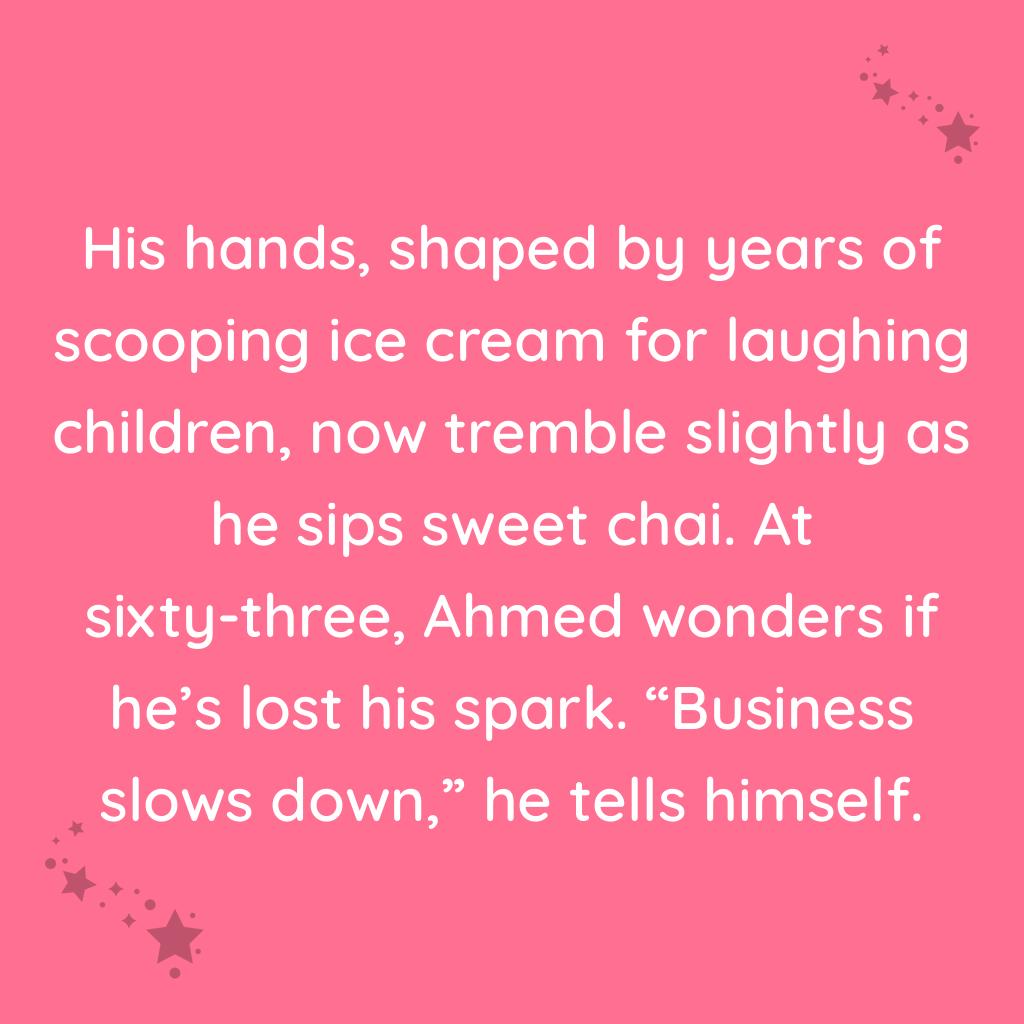 His hands, shaped by years of
scooping ice cream for laughing
children, now tremble slightly as
he sips sweet chai. At
sixty-three, Ahmed wonders if
he’s lost his spark. “Business
slows down,” he tells himself.